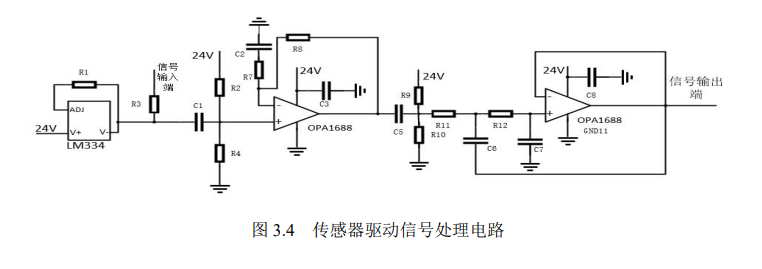 R1
ADJ
V+
V-
24V
LM334
信号
输入
端
R3
C1
24V
R2
R4
C2
R7
R8
24V
C3
-
+
OPA1688
C5
24V
R9
R10
R11
C6
R12
C7
24V
C8
-
+
OPA1688
GND11
信号输出
端
图 3.4 传感器驱动信号处理电路